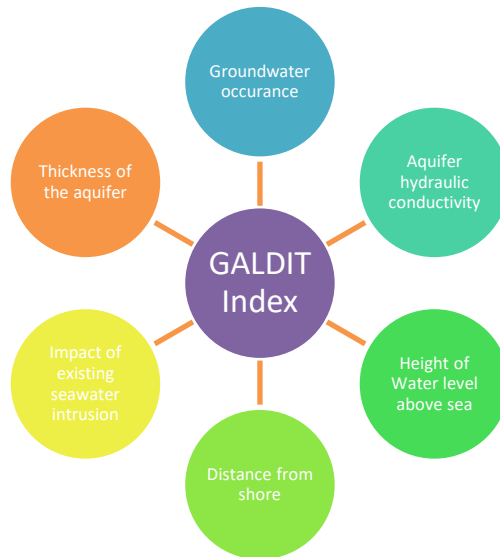 Groundwater
occurance
Thickness of
the aquifer
Aquifer
hydraulic
conductivity
GALDIT
Index
Impact of
existing
seawater
intrusion
Height of
Water level
above sea
Distance from
shore